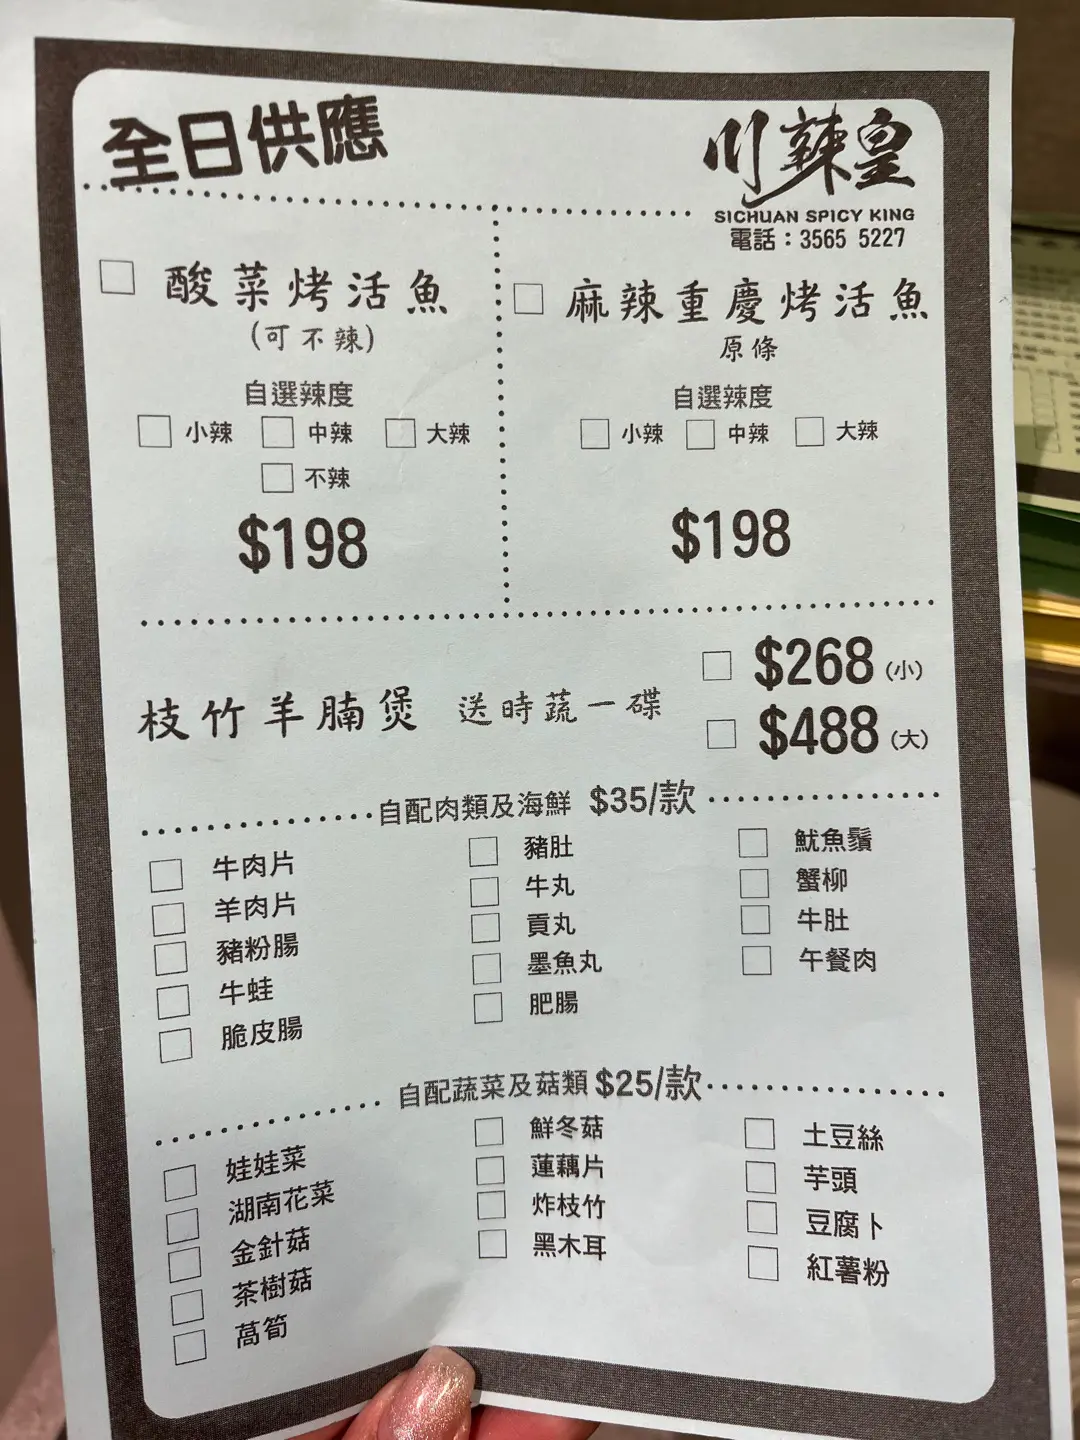 全日供應
川辣皇
SICHUAN SPICY KING
電話：3565 5227
酸菜烤活魚
(可不辣)
自選辣度
小辣 中辣 大辣
不辣
$198
麻辣重慶烤活魚
原條
自選辣度
小辣 中辣 大辣
$198
枝竹羊腩煲 送時蔬一碟
$268 (小)
$488 (大)
自配肉類及海鮮 $35/款
牛肉片
羊肉片
豬粉腸
牛蛙
脆皮腸
豬肚
牛丸
貢丸
墨魚丸
肥腸
魷魚鬚
蟹柳
牛肚
午餐肉
自配蔬菜及菇類 $25/款
娃娃菜
湖南花菜
金針菇
茶樹菇
萵筍
鮮冬菇
蓮藕片
炸枝竹
黑木耳
土豆絲
芋頭
豆腐卜
紅薯粉